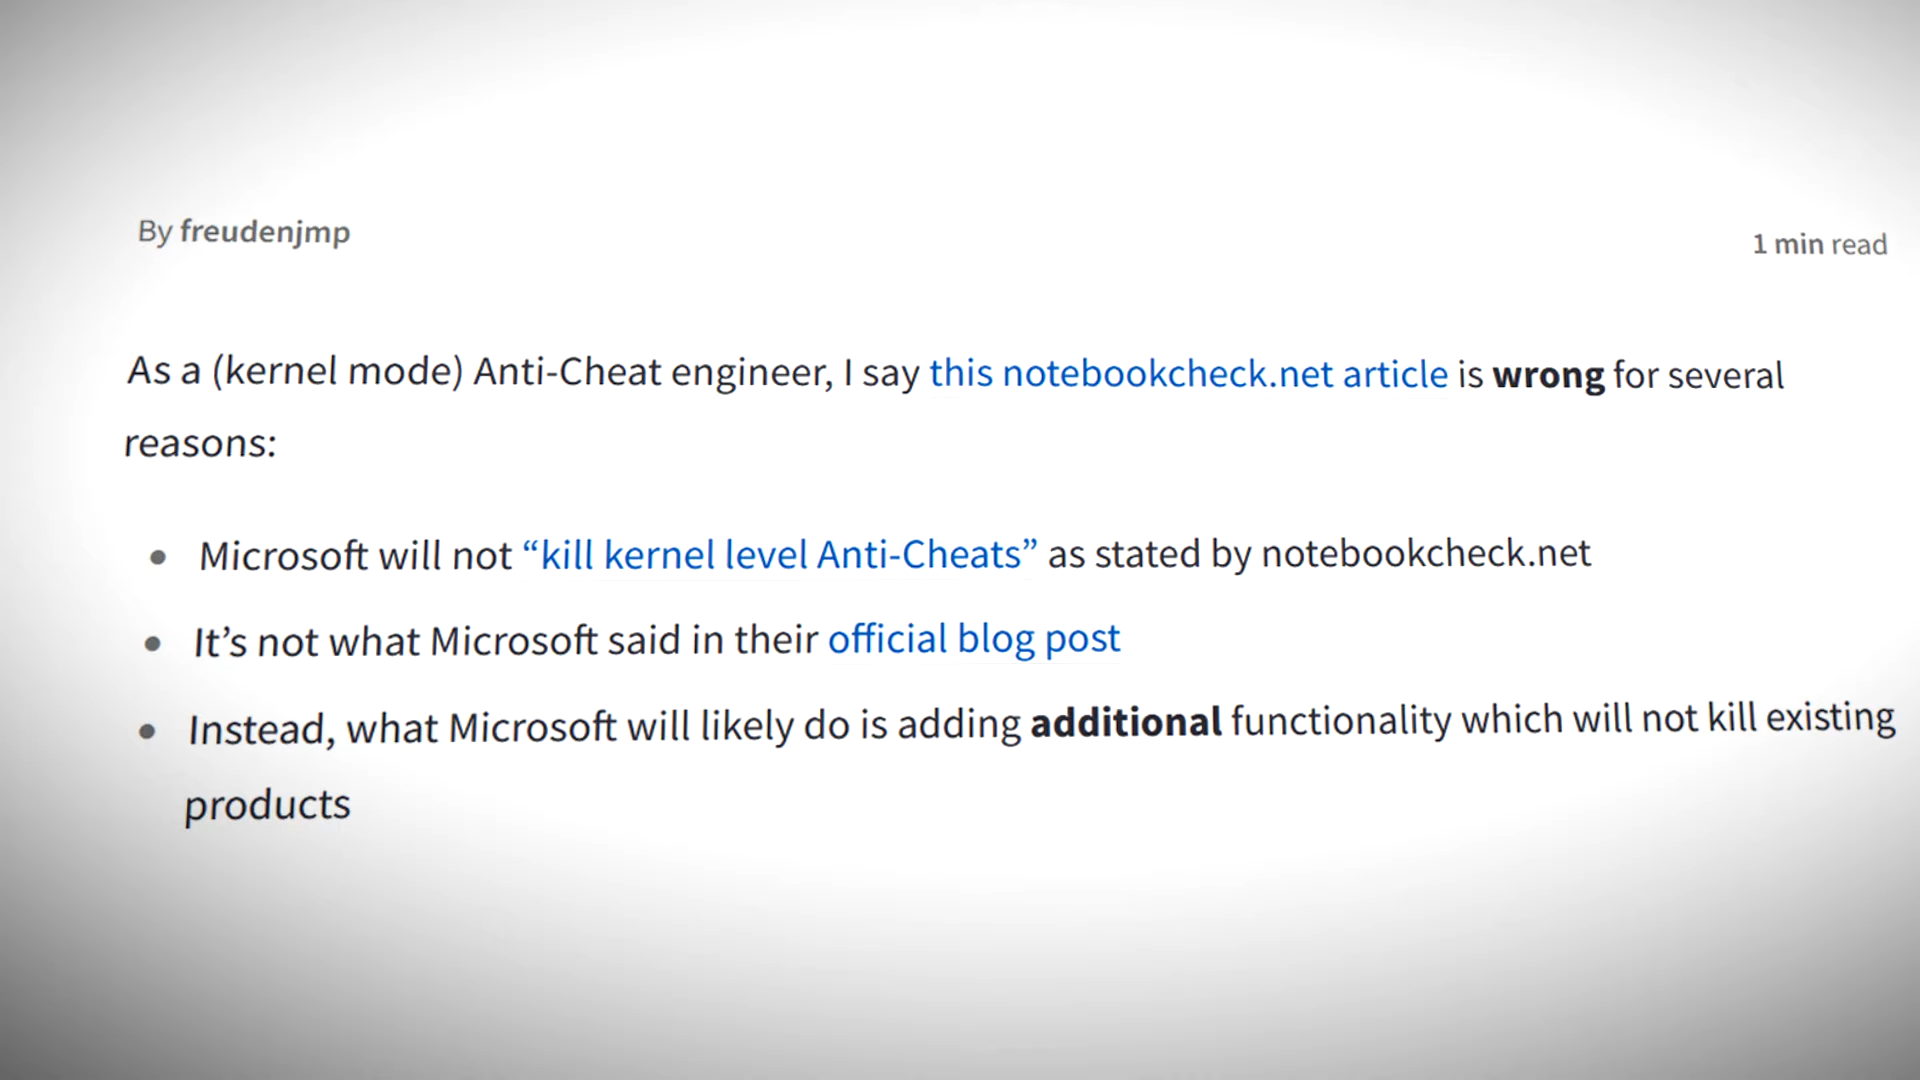 By freudenjmp
1 min read
As a (kernel mode) Anti-Cheat engineer, I say this notebookcheck.net article is wrong for several
reasons:
Microsoft will not “kill kernel level Anti-Cheats” as stated by notebookcheck.net
It’s not what Microsoft said in their official blog post
Instead, what Microsoft will likely do is adding additional functionality which will not kill existing
products